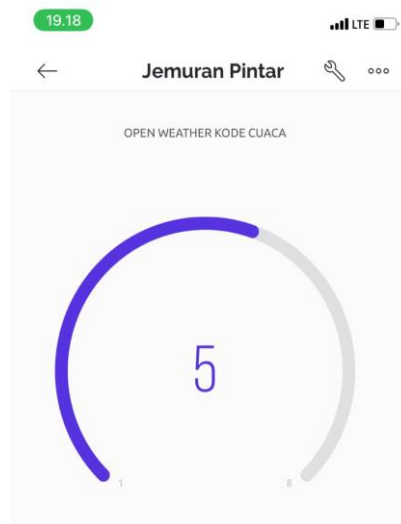 19.18 LTE
Jemuran Pintar
OPEN WEATHER KODE CUACA
5
1 8